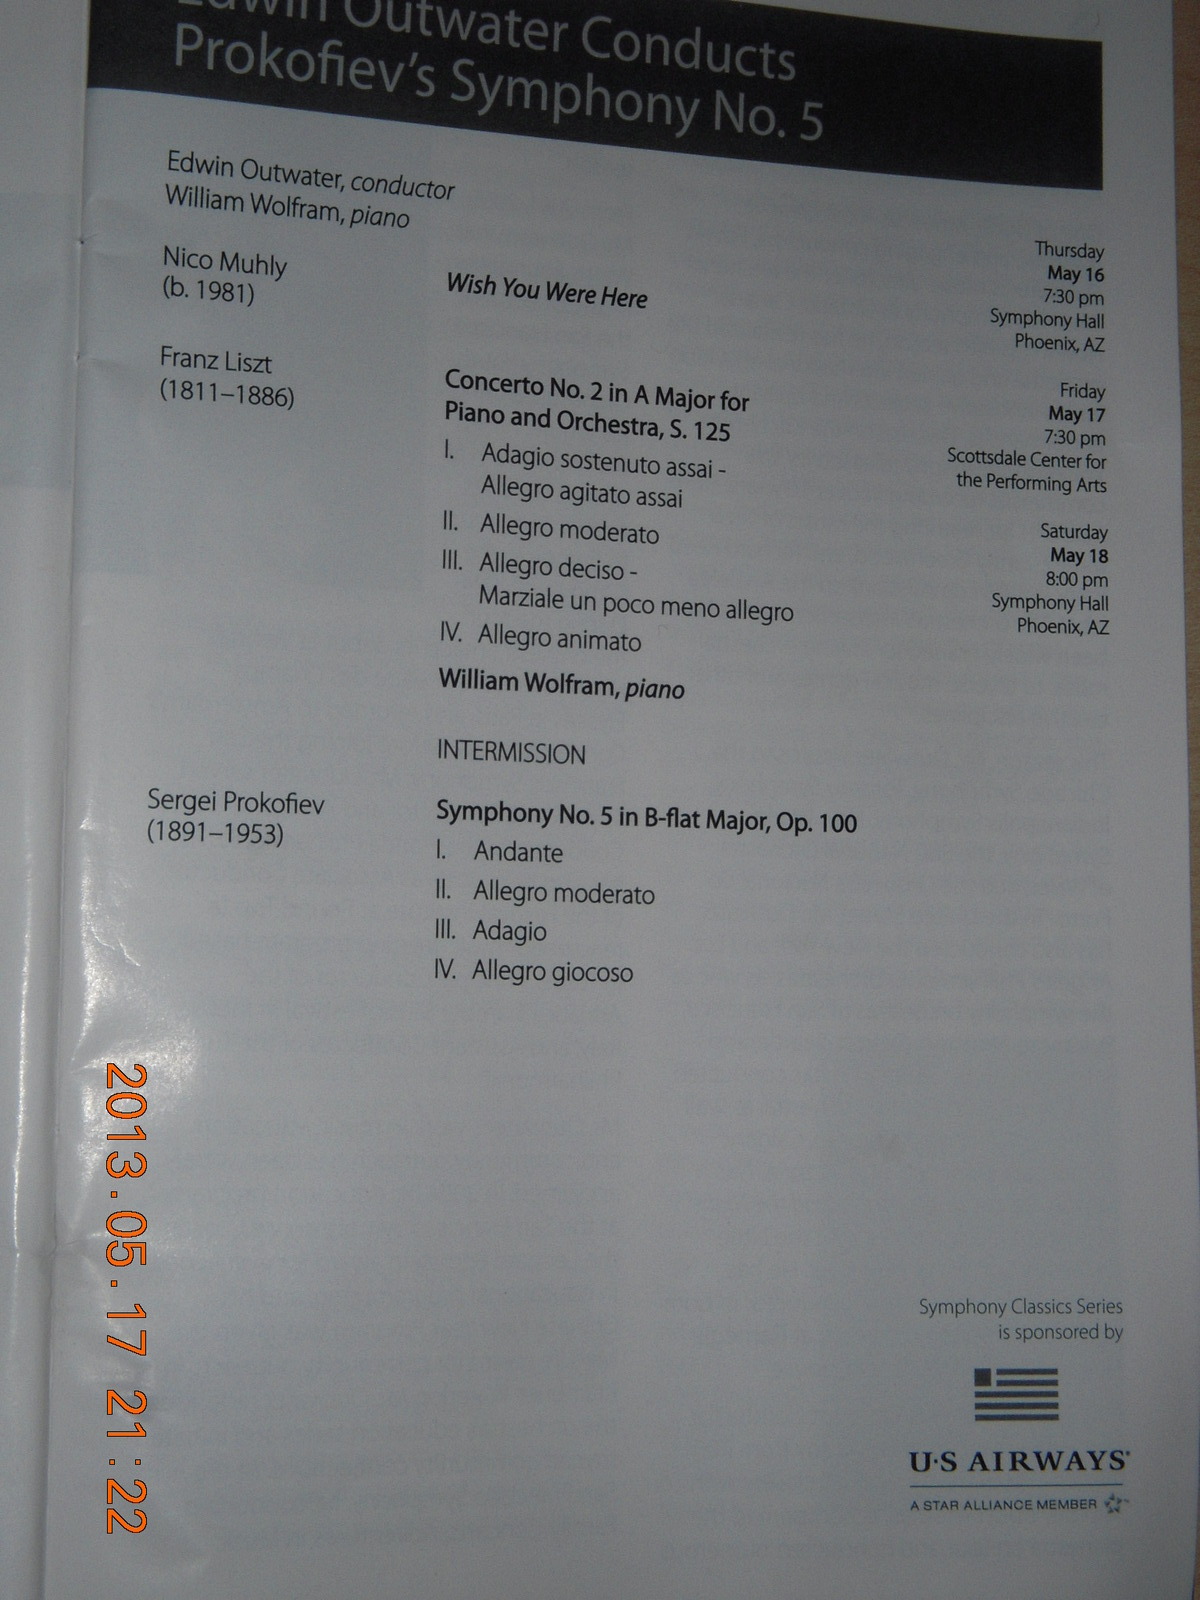 Edwin Outwater Conducts
Prokofiev's Symphony No. 5
Edwin Outwater, conductor
William Wolfram, piano
Nico Muhly
(b. 1981)
Wish You Were Here
Franz Liszt
(1811–1886)
Concerto No. 2 in A Major for
Piano and Orchestra, S. 125
I. Adagio sostenuto assai -
Allegro agitato assai
II. Allegro moderato
III. Allegro deciso -
Marziale un poco meno allegro
IV. Allegro animato
William Wolfram, piano
INTERMISSION
Sergei Prokofiev
(1891–1953)
Symphony No. 5 in B-flat Major, Op. 100
I. Andante
II. Allegro moderato
III. Adagio
IV. Allegro giocoso
Thursday
May 16
7:30 pm
Symphony Hall
Phoenix, AZ
Friday
May 17
7:30 pm
Scottsdale Center for
the Performing Arts
Saturday
May 18
8:00 pm
Symphony Hall
Phoenix, AZ
Symphony Classics Series
is sponsored by
U·S AIRWAYS
A STAR ALLIANCE MEMBER
2013.05.17 21:22